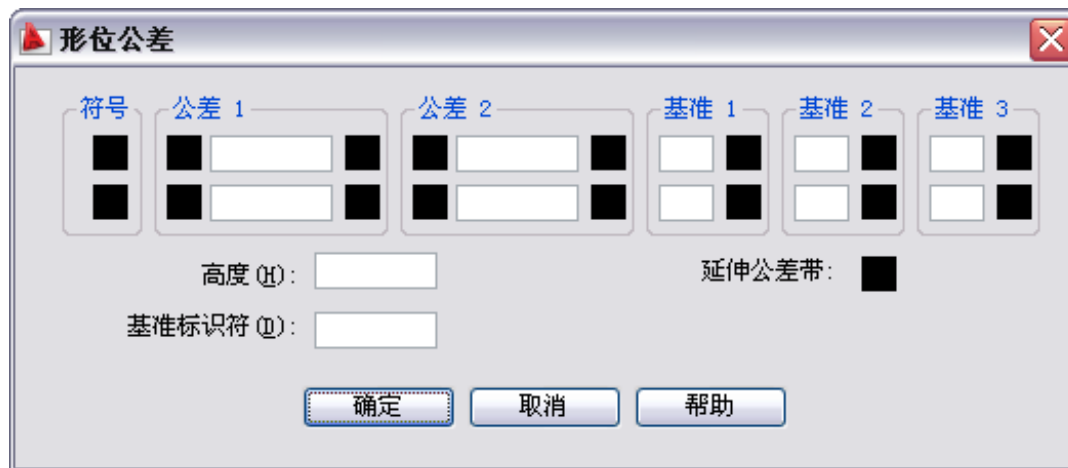 形位公差
符号 公差 1 公差 2 基准 1 基准 2 基准 3
高度(H): 延伸公差带:
基准标识符(D):
确定 取消 帮助